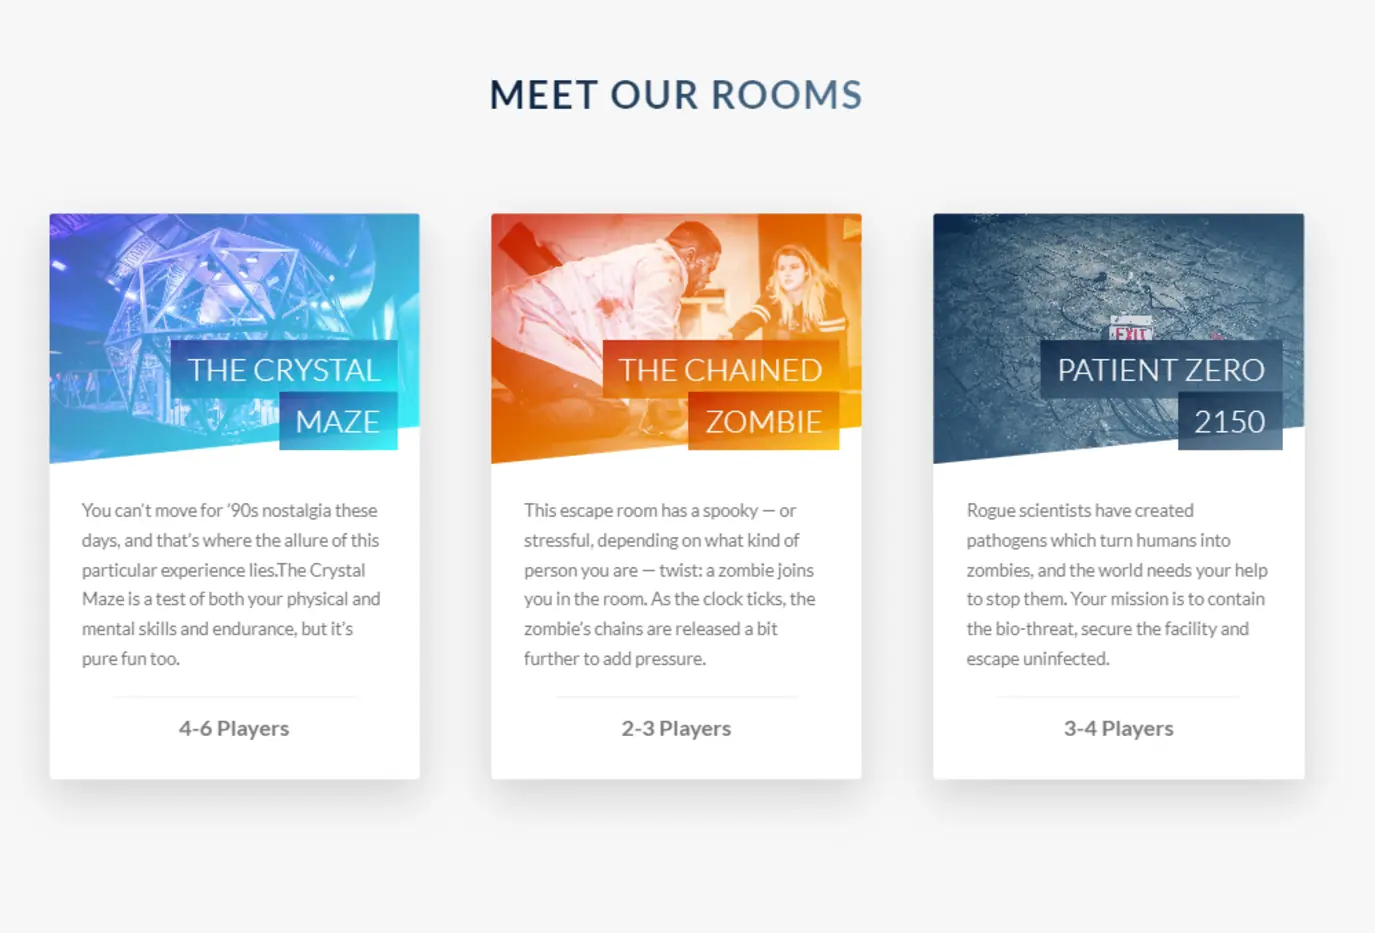 MEET OUR ROOMS
THE CRYSTAL
MAZE
You can't move for '90s nostalgia these
days, and that's where the allure of this
particular experience lies.The Crystal
Maze is a test of both your physical and
mental skills and endurance, but it's
pure fun too.
4-6 Players
THE CHAINED
ZOMBIE
This escape room has a spooky — or
stressful, depending on what kind of
person you are — twist: a zombie joins
you in the room. As the clock ticks, the
zombie's chains are released a bit
further to add pressure.
2-3 Players
EXIT
PATIENT ZERO
2150
Rogue scientists have created
pathogens which turn humans into
zombies, and the world needs your help
to stop them. Your mission is to contain
the bio-threat, secure the facility and
escape uninfected.
3-4 Players